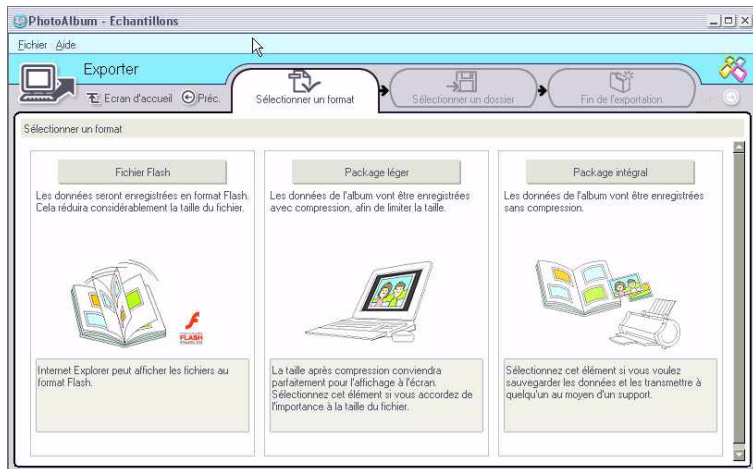 PhotoAlbum - Echantillons
Fichier Aide
Exporter
Ecran d'accueil Préc.
Sélectionner un format
Sélectionner un dossier
Fin de l'exportation
Sélectionner un format
Fichier Flash
Les données seront enregistrées en format Flash.
Cela réduira considérablement la taille du fichier.
FLASH
Internet Explorer peut afficher les fichiers au
format Flash.
Package léger
Les données de l'album vont être enregistrées
avec compression, afin de limiter la taille.
La taille après compression conviendra
parfaitement pour l'affichage à l'écran.
Sélectionnez cet élément si vous accordez de
l'importance à la taille du fichier.
Package intégral
Les données de l'album vont être enregistrées
sans compression.
Sélectionnez cet élément si vous voulez
sauvegarder les données et les transmettre à
quelqu'un au moyen d'un support.